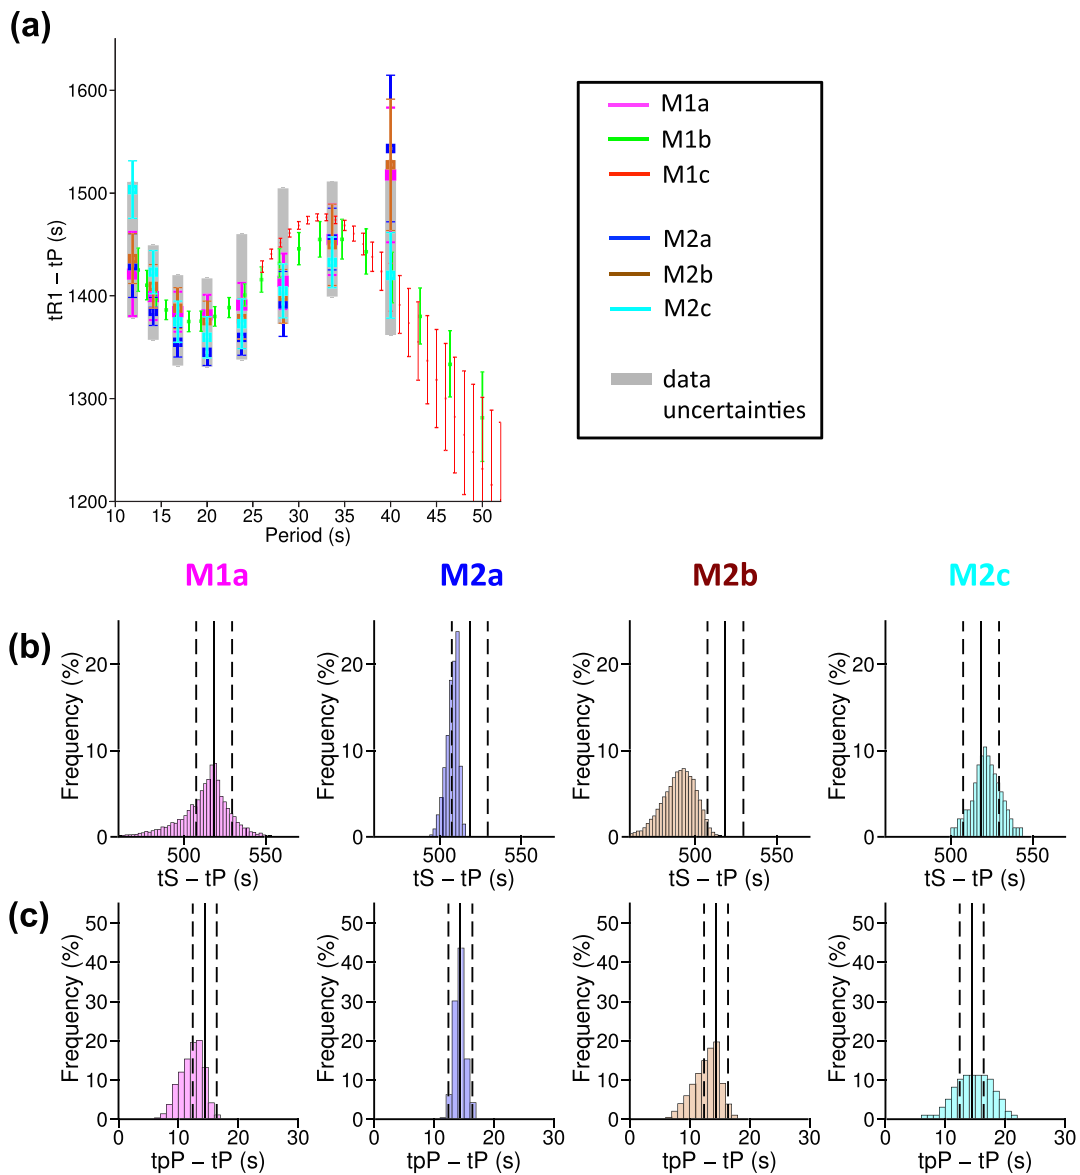 (a)
tR1 – tP (s)
1600
1500
1400
1300
1200
10 15 20 25 30 35 40 45 50
Period (s)
M1a
M1b
M1c
M2a
M2b
M2c
data
uncertainties
M1a M2a M2b M2c
(b)
Frequency (%) Frequency (%) Frequency (%) Frequency (%)
20 20 20 20
10 10 10 10
0 0 0 0
500 550 500 550 500 550 500 550
tS – tP (s) tS – tP (s) tS – tP (s) tS – tP (s)
(c)
Frequency (%) Frequency (%) Frequency (%) Frequency (%)
50 50 50 50
40 40 40 40
30 30 30 30
20 20 20 20
10 10 10 10
0 0 0 0
0 10 20 30 0 10 20 30 0 10 20 30 0 10 20 30
tpP – tP (s) tpP – tP (s) tpP – tP (s) tpP – tP (s)